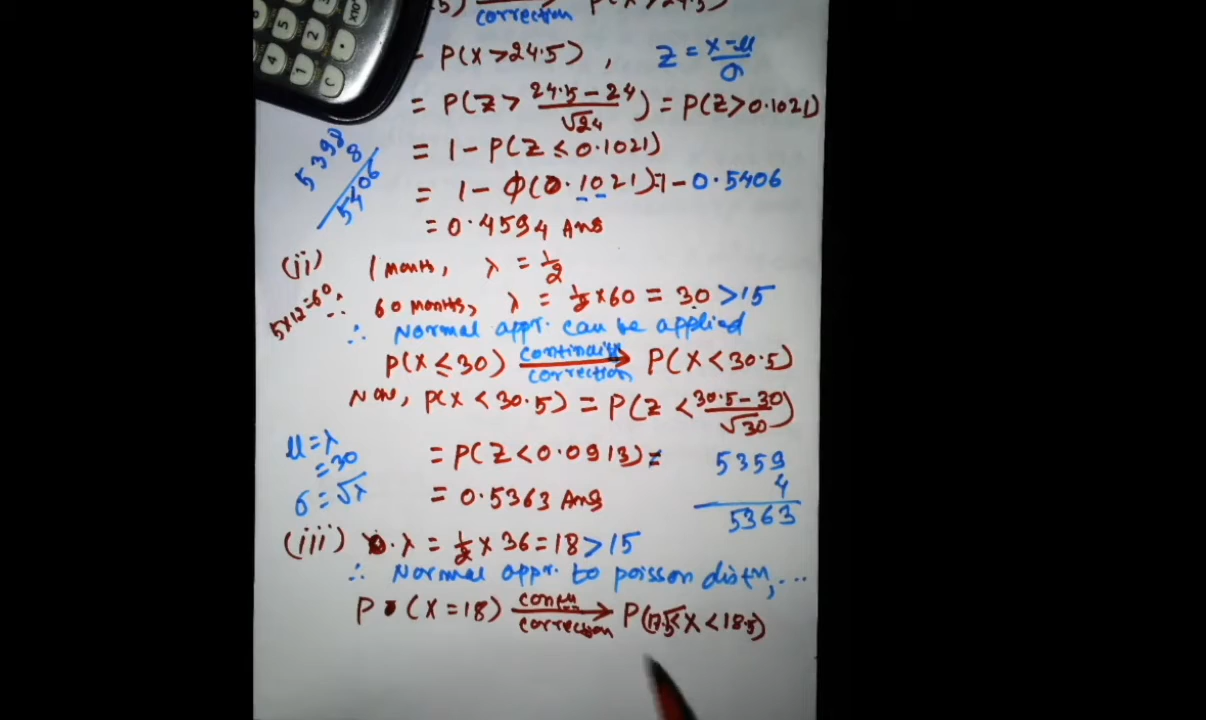 correction
P(X>24.5), z = x-μ/σ
= P(Z > 24.5-24/√24) = P(Z>0.1021)
= 1 - P(Z ≤ 0.1021)
5398
8
5406
= 1 - Φ(0.1021) = 1 - 0.5406
= 0.4594 Ans
(ii) 1 month, λ = 1/2
5×12=60 ∴ 60 months, λ = 1/2 × 60 = 30 > 15
∴ Normal appr. can be applied
P(X ≤ 30) continuity correction → P(X < 30.5)
Now, P(X < 30.5) = P(Z < 30.5-30/√30)
μ = λ
= 30
σ = √λ
= P(Z < 0.0913) =
= 0.5363 Ans
5359
4
5363
(iii) λ = 1/2 × 36 = 18 > 15
∴ Normal appr. to poisson distn, ...
P(X = 18) correction → P(17.5 < X < 18.5)